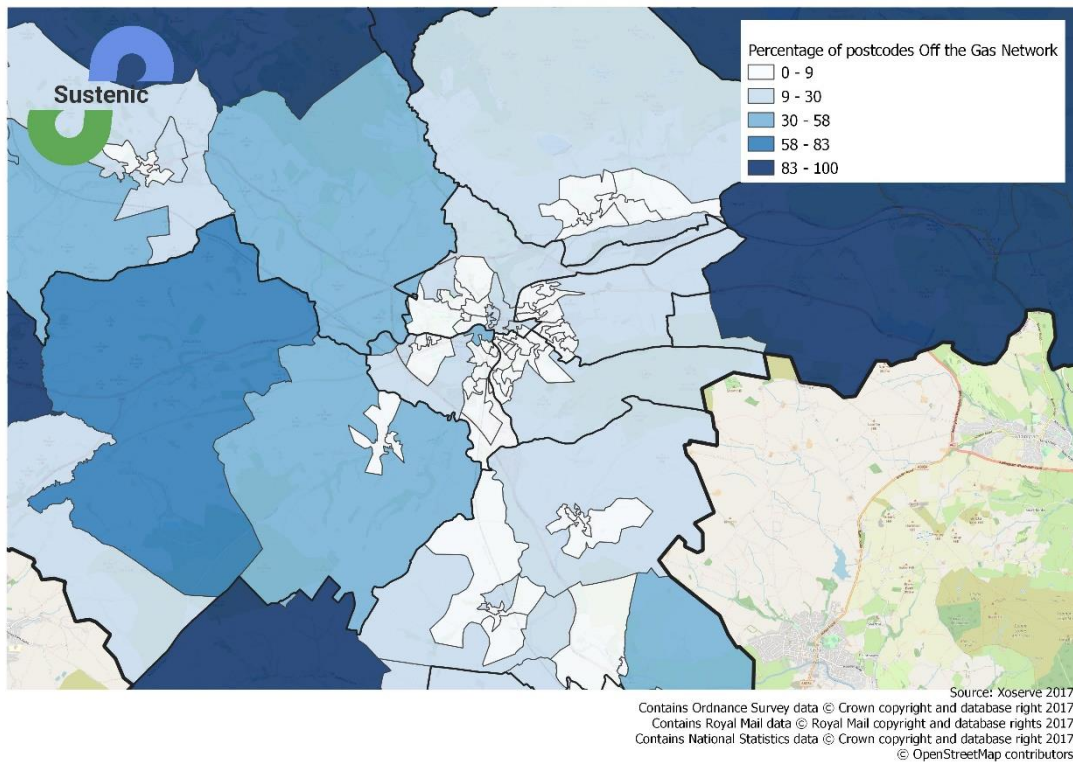 Sustenic
Percentage of postcodes Off the Gas Network
0 - 9
9 - 30
30 - 58
58 - 83
83 - 100
Source: Xoserve 2017
Contains Ordnance Survey data © Crown copyright and database right 2017
Contains Royal Mail data © Royal Mail copyright and database rights 2017
Contains National Statistics data © Crown copyright and database right 2017
© OpenStreetMap contributors